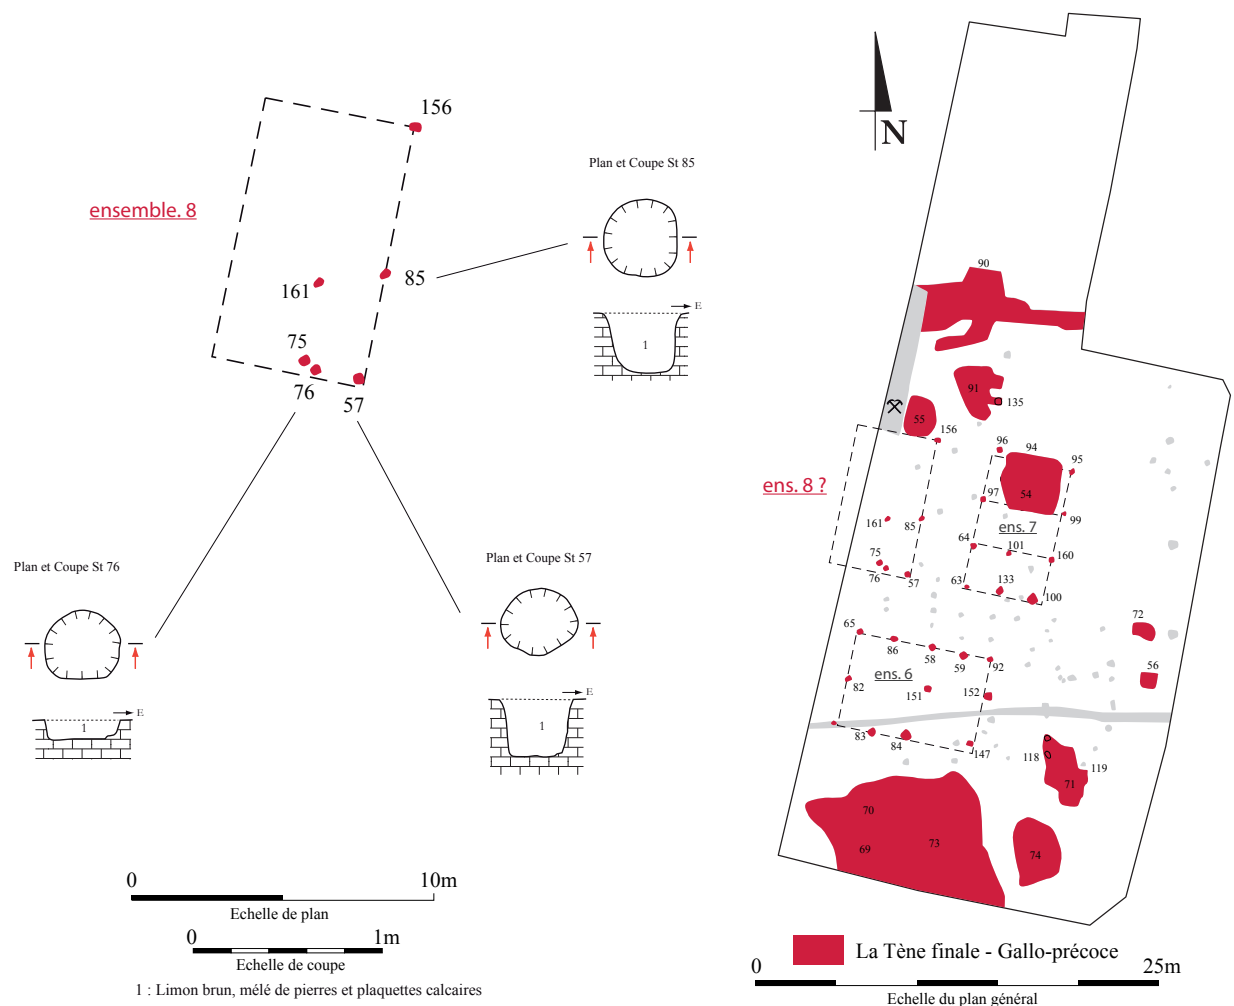 156
ensemble. 8
161
85
75
76
57
Plan et Coupe St 85
E
1
Plan et Coupe St 76
E
1
Plan et Coupe St 57
E
1
0 10m
Echelle de plan
0 1m
Echelle de coupe
1 : Limon brun, mélé de pierres et plaquettes calcaires
N
90
91
135
55
156
96
94
95
ens. 8 ?
97
54
99
161
85
ens. 7
64
101
160
75
76
57
63
133
100
65
86
58
59
92
72
82
ens. 6
151
152
56
83
84
147
118
119
71
70
69
73
74
La Tène finale - Gallo-précoce
0 25m
Echelle du plan général